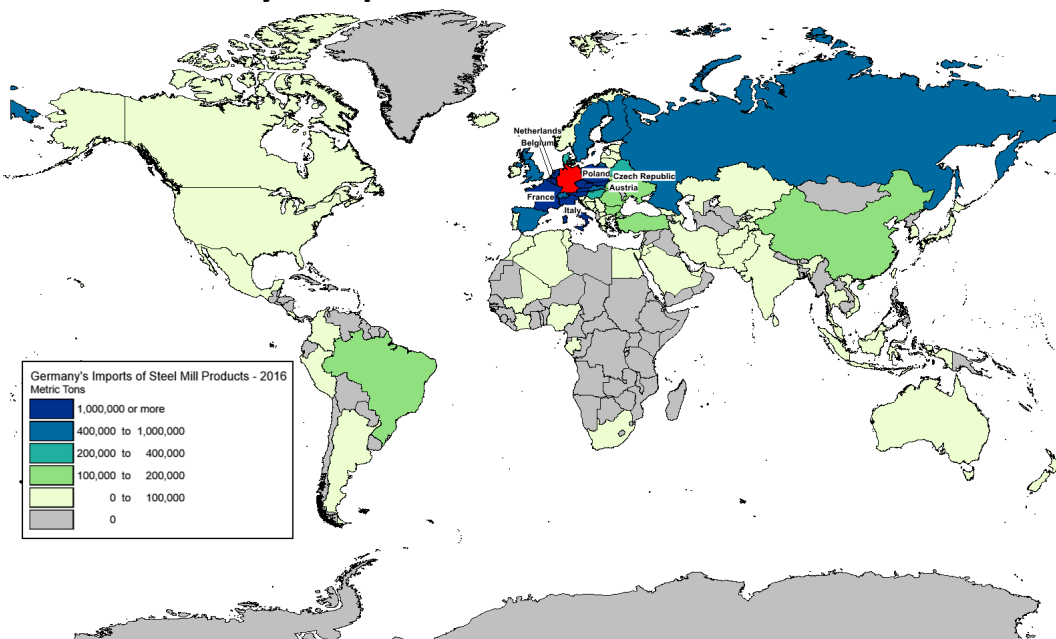 Netherlands
Belgium
Poland
Czech Republic
Austria
France
Italy
Germany's Imports of Steel Mill Products - 2016
Metric Tons
1,000,000 or more
400,000 to 1,000,000
200,000 to 400,000
100,000 to 200,000
0 to 100,000
0